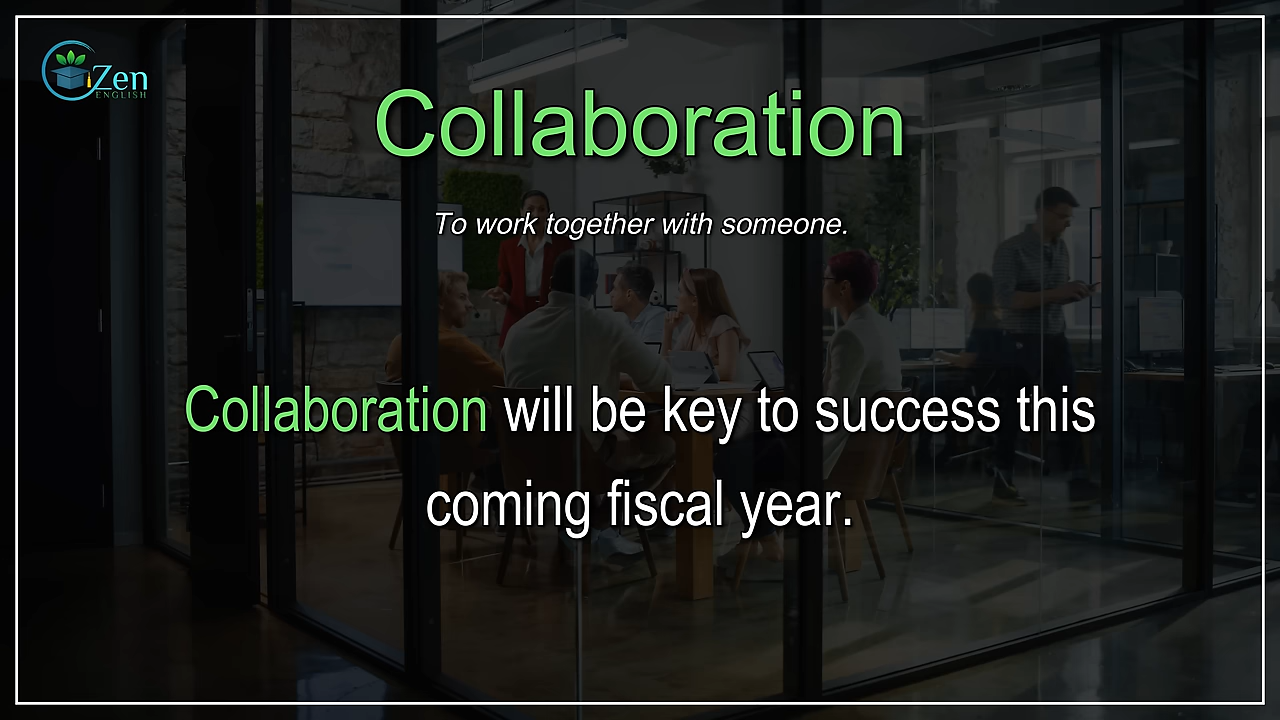 Zen
ENGLISH
Collaboration
To work together with someone.
Collaboration will be key to success this
coming fiscal year.